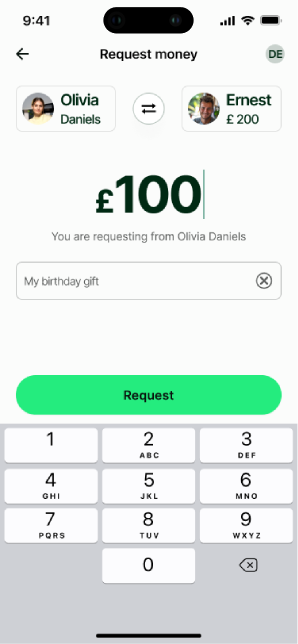 9:41
Request money
DE
Olivia
Daniels
Ernest
£ 200
£100
You are requesting from Olivia Daniels
My birthday gift
Request
1
2
ABC
3
DEF
4
GHI
5
JKL
6
MNO
7
PQRS
8
TUV
9
WXYZ
0